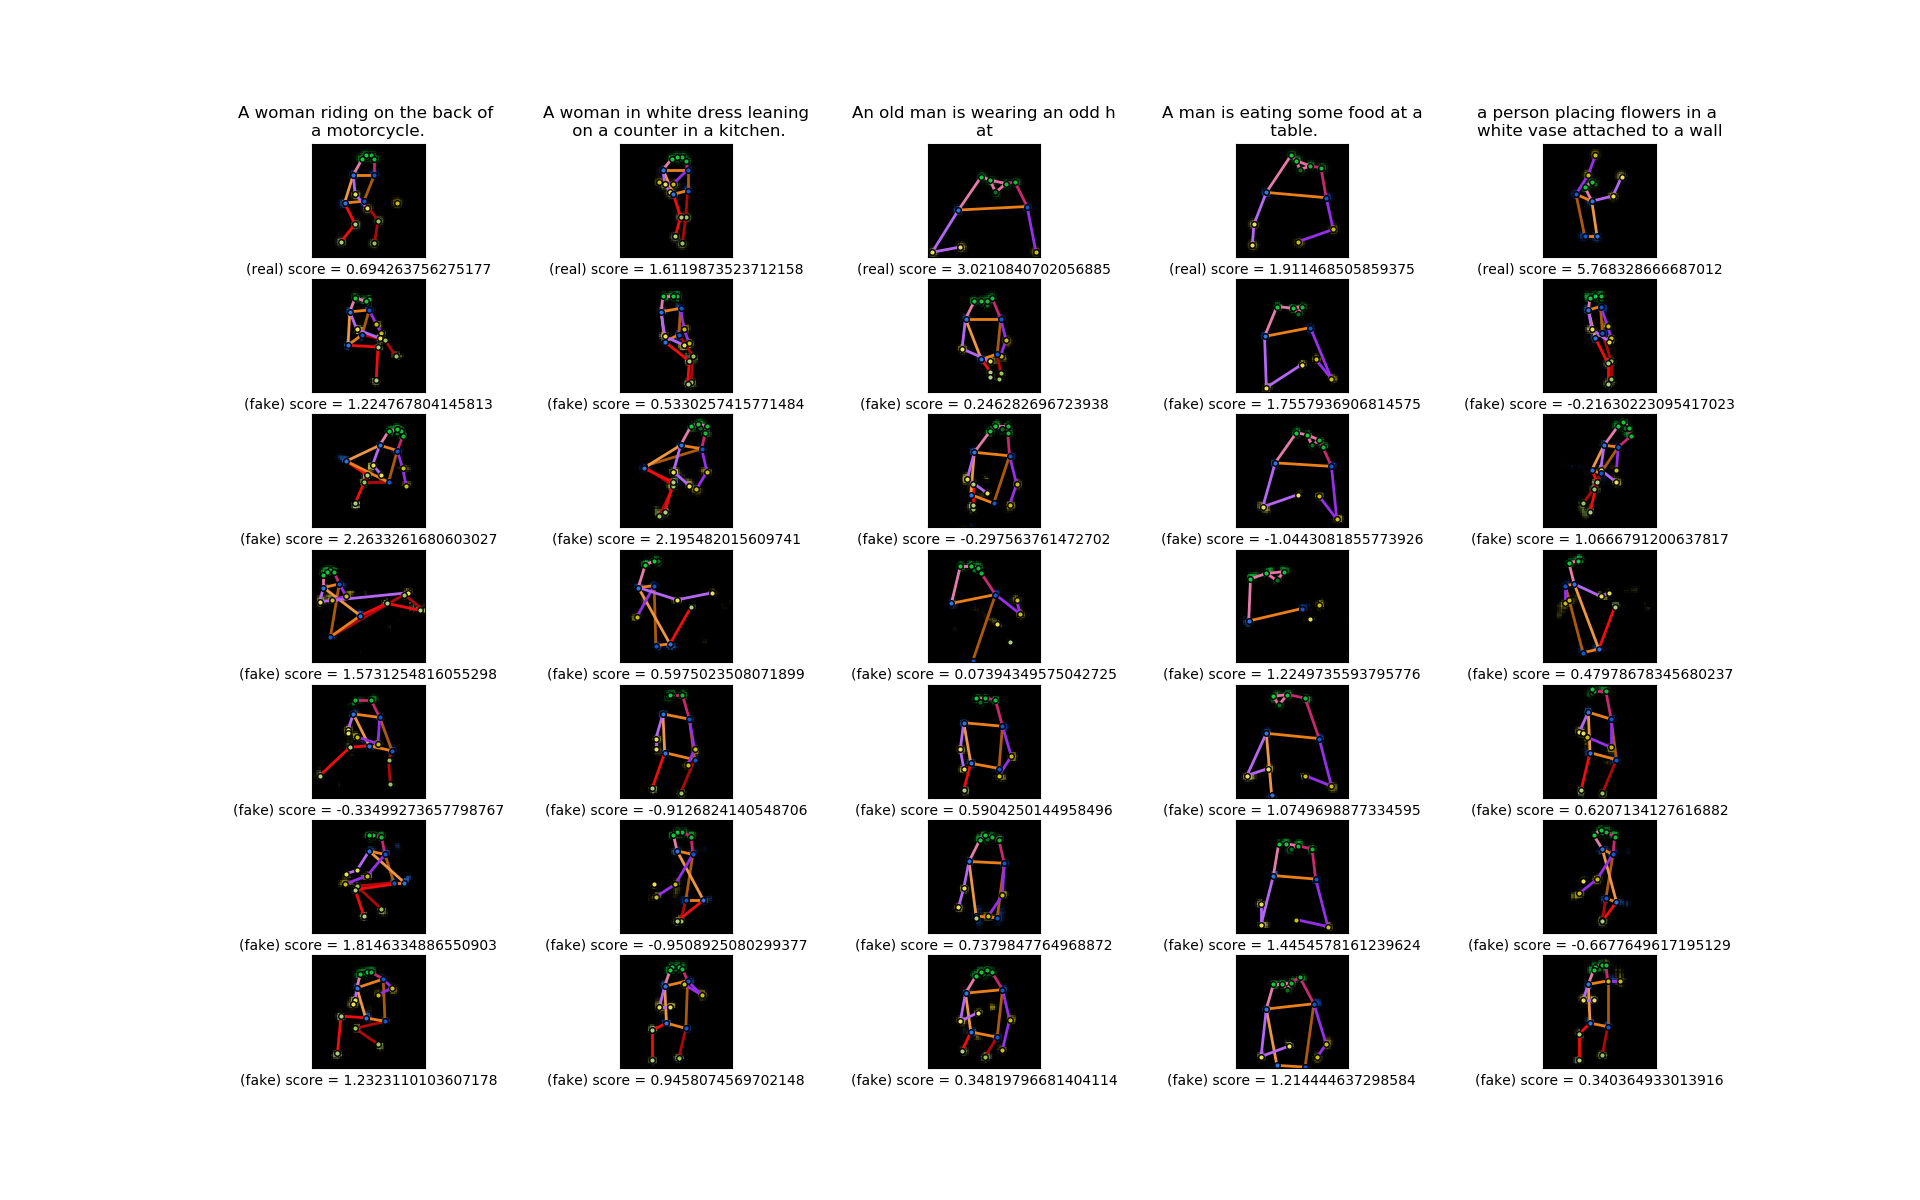 A woman riding on the back of
a motorcycle.
A woman in white dress leaning
on a counter in a kitchen.
An old man is wearing an odd h
at
A man is eating some food at a
table.
a person placing flowers in a
white vase attached to a wall
(real) score = 0.694263756275177
(real) score = 1.6119873523712158
(real) score = 3.0210840702056885
(real) score = 1.911468505859375
(real) score = 5.768328666687012
(fake) score = 1.224767804145813
(fake) score = 0.5330257415771484
(fake) score = 0.246282696723938
(fake) score = 1.7557936906814575
(fake) score = -0.21630223095417023
(fake) score = 2.2633261680603027
(fake) score = 2.195482015609741
(fake) score = -0.297563761472702
(fake) score = -1.0443081855773926
(fake) score = 1.0666791200637817
(fake) score = 1.5731254816055298
(fake) score = 0.5975023508071899
(fake) score = 0.07394349575042725
(fake) score = 1.2249735593795776
(fake) score = 0.47978678345680237
(fake) score = -0.33499273657798767
(fake) score = -0.9126824140548706
(fake) score = 0.5904250144958496
(fake) score = 1.0749698877334595
(fake) score = 0.6207134127616882
(fake) score = 1.8146334886550903
(fake) score = -0.9508925080299377
(fake) score = 0.7379847764968872
(fake) score = 1.4454578161239624
(fake) score = -0.6677649617195129
(fake) score = 1.2323110103607178
(fake) score = 0.9458074569702148
(fake) score = 0.34819796681404114
(fake) score = 1.214444637298584
(fake) score = 0.340364933013916